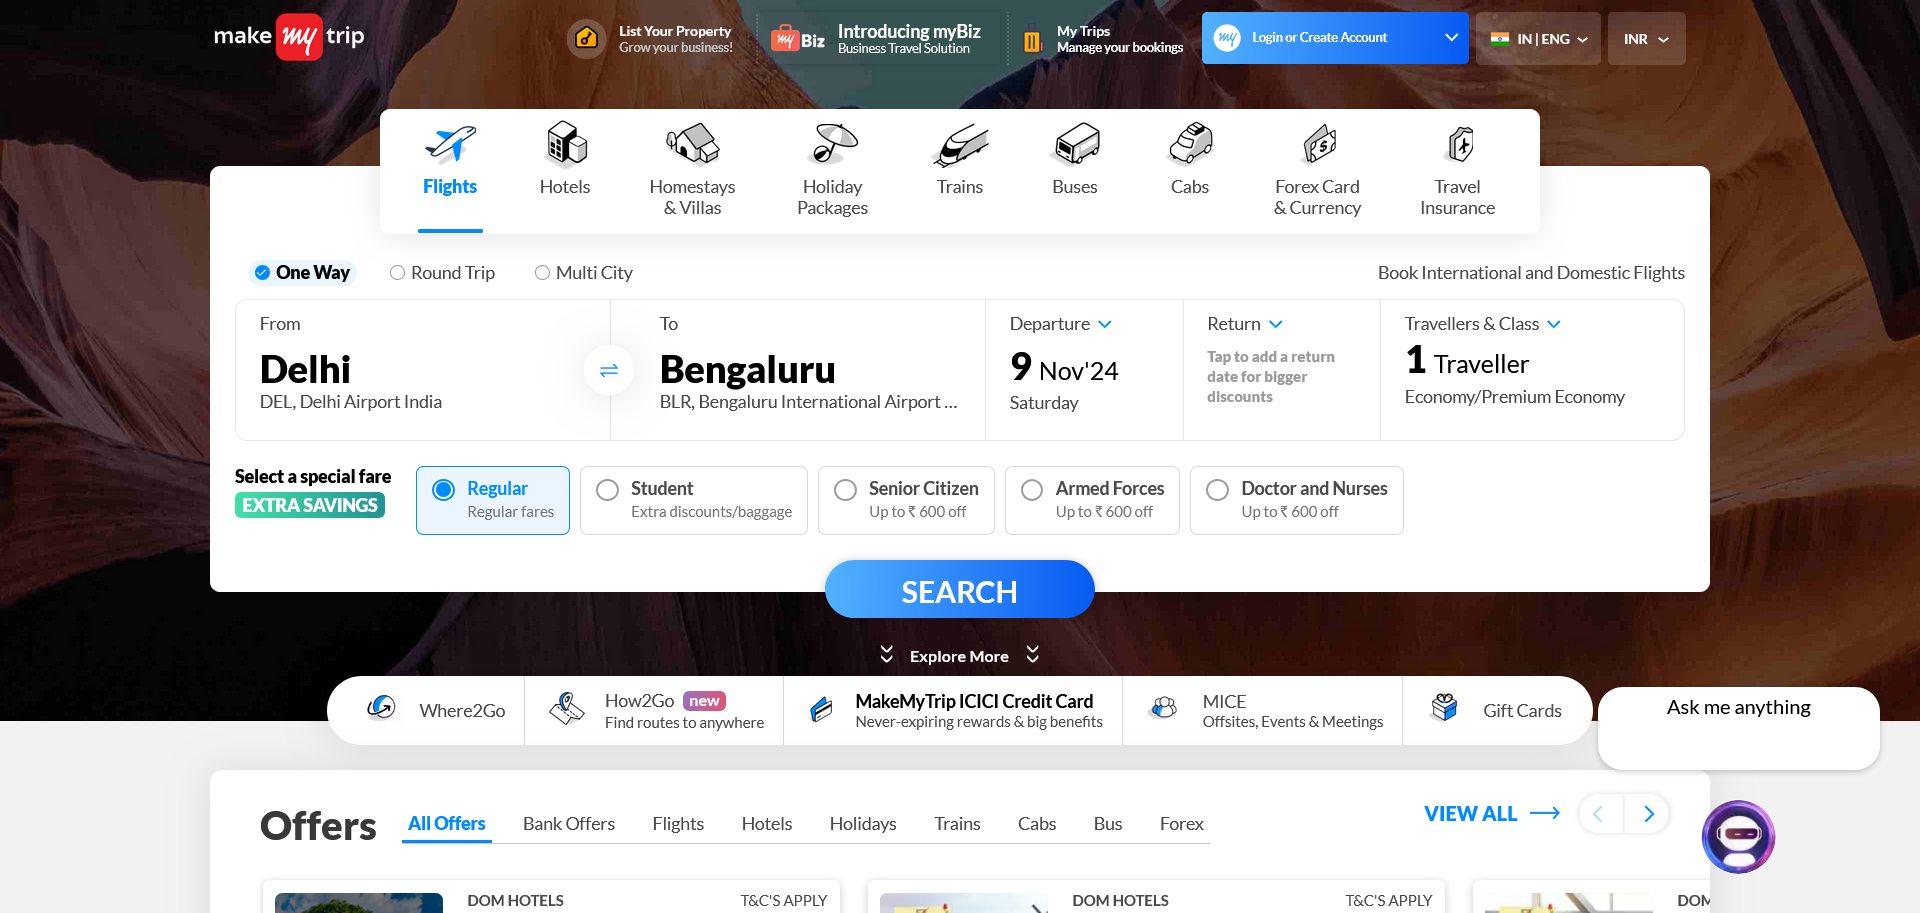 make my trip
List Your Property
Grow your business!
my Biz
Introducing myBiz
Business Travel Solution
My Trips
Manage your bookings
my
Login or Create Account
IN | ENG
INR
Flights
Hotels
Homestays
& Villas
Holiday
Packages
Trains
Buses
Cabs
Forex Card
& Currency
Travel
Insurance
One Way
Round Trip
Multi City
Book International and Domestic Flights
From
Delhi
DEL, Delhi Airport India
To
Bengaluru
BLR, Bengaluru International Airport ...
Departure
9 Nov'24
Saturday
Return
Tap to add a return
date for bigger
discounts
Travellers & Class
1 Traveller
Economy/Premium Economy
Select a special fare
EXTRA SAVINGS
Regular
Regular fares
Student
Extra discounts/baggage
Senior Citizen
Up to ₹ 600 off
Armed Forces
Up to ₹ 600 off
Doctor and Nurses
Up to ₹ 600 off
SEARCH
Explore More
Where2Go
How2Go new
Find routes to anywhere
MakeMyTrip ICICI Credit Card
Never-expiring rewards & big benefits
MICE
Offsites, Events & Meetings
Gift Cards
Ask me anything
Offers
All Offers
Bank Offers
Flights
Hotels
Holidays
Trains
Cabs
Bus
Forex
VIEW ALL
DOM HOTELS
T&C'S APPLY
DOM HOTELS
T&C'S APPLY
DOM